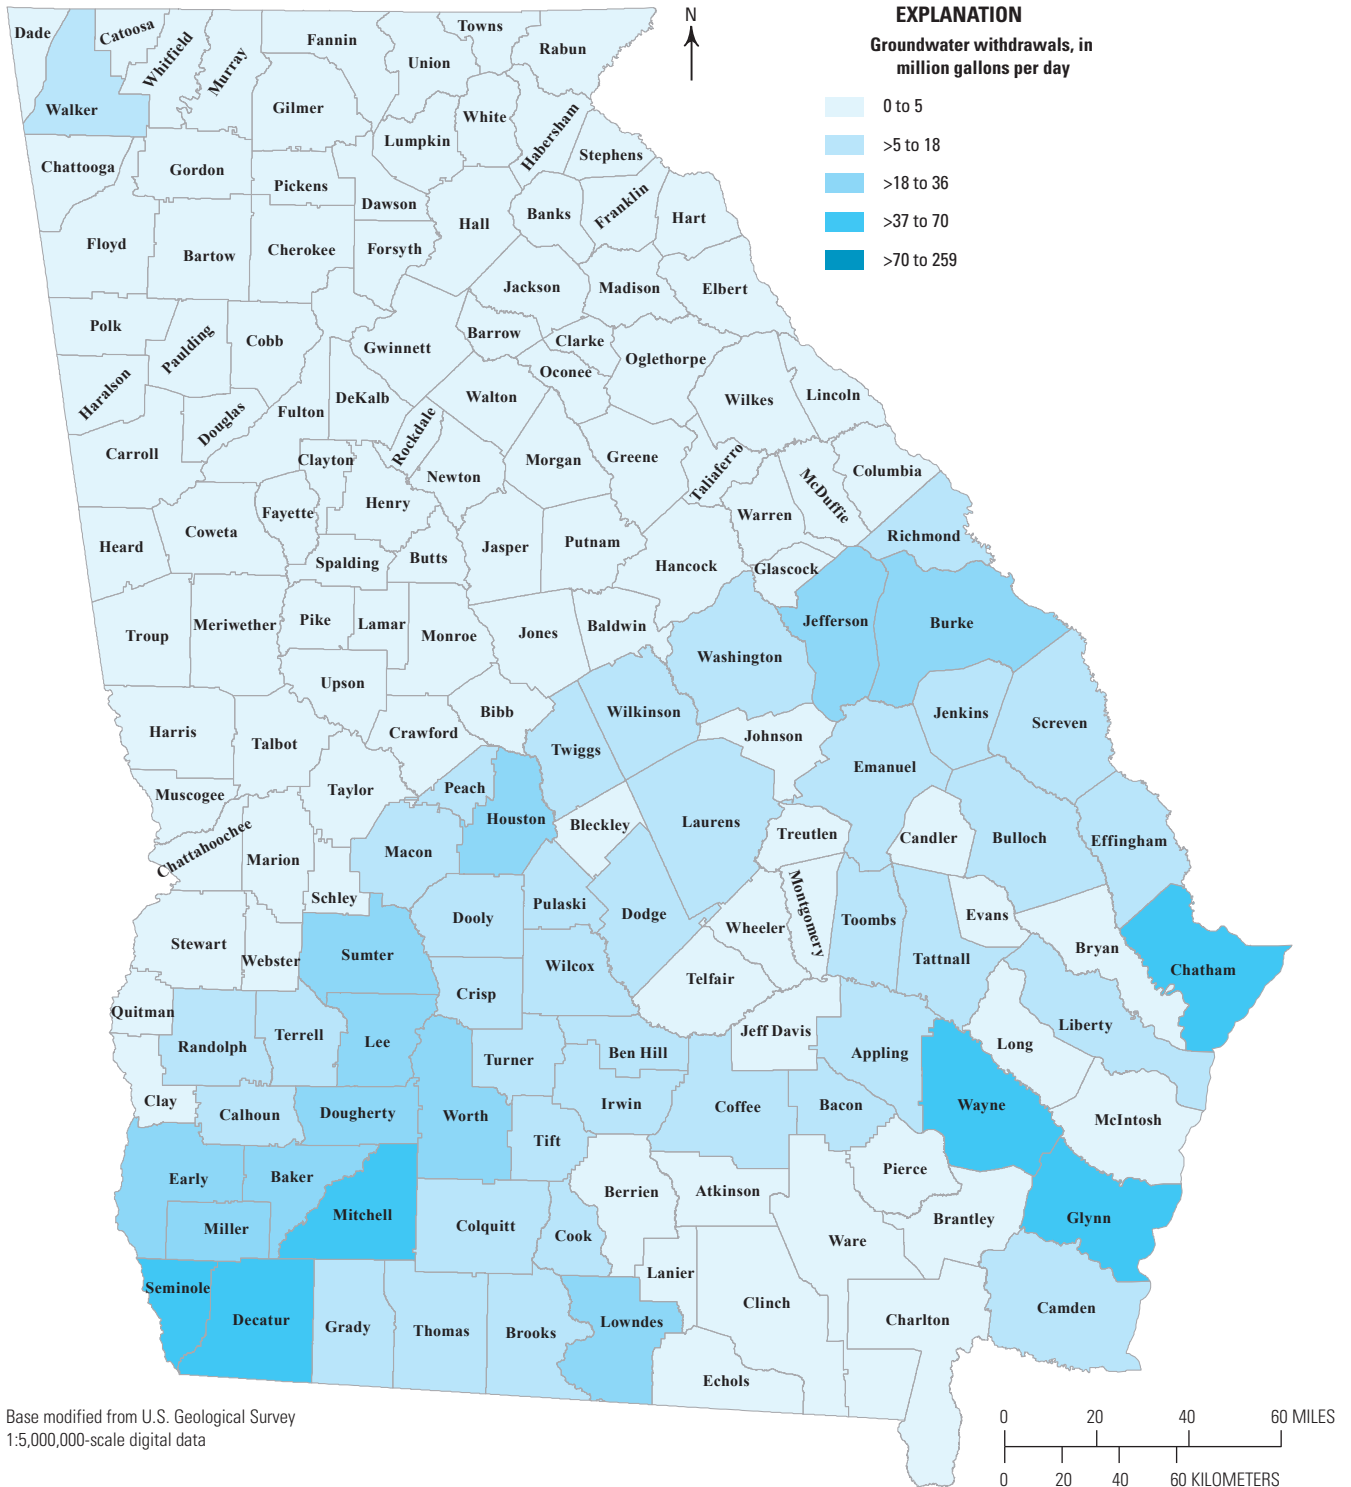 EXPLANATION
Groundwater withdrawals, in
million gallons per day
0 to 5
>5 to 18
>18 to 36
>37 to 70
>70 to 259
N
Dade
Catoosa
Whitfield
Murray
Fannin
Towns
Union
Rabun
Walker
Gilmer
White
Lumpkin
Habersham
Stephens
Chattooga
Gordon
Pickens
Dawson
Hall
Banks
Franklin
Hart
Floyd
Bartow
Cherokee
Forsyth
Jackson
Madison
Elbert
Polk
Paulding
Cobb
Gwinnett
Barrow
Clarke
Oconee
Oglethorpe
Haralson
Douglas
Fulton
DeKalb
Rockdale
Walton
Wilkes
Lincoln
Carroll
Clayton
Newton
Morgan
Greene
Taliaferro
McDuffie
Columbia
Heard
Coweta
Fayette
Henry
Spalding
Butts
Jasper
Putnam
Hancock
Warren
Glascock
Richmond
Troup
Meriwether
Pike
Lamar
Monroe
Jones
Baldwin
Washington
Jefferson
Burke
Upson
Harris
Talbot
Crawford
Bibb
Twiggs
Wilkinson
Johnson
Jenkins
Screven
Emanuel
Muscogee
Taylor
Peach
Houston
Bleckley
Laurens
Treutlen
Candler
Bulloch
Effingham
Chattahoochee
Marion
Macon
Schley
Dooly
Pulaski
Dodge
Wheeler
Montgomery
Toombs
Tattnall
Evans
Bryan
Chatham
Stewart
Webster
Sumter
Crisp
Wilcox
Telfair
Quitman
Randolph
Terrell
Lee
Turner
Ben Hill
Jeff Davis
Appling
Long
Liberty
Clay
Calhoun
Dougherty
Worth
Tift
Irwin
Coffee
Bacon
Wayne
McIntosh
Early
Baker
Mitchell
Miller
Colquitt
Cook
Berrien
Atkinson
Pierce
Ware
Brantley
Glynn
Seminole
Decatur
Grady
Thomas
Brooks
Lowndes
Lanier
Clinch
Echols
Charlton
Camden
Base modified from U.S. Geological Survey
1:5,000,000-scale digital data
0 20 40 60 MILES
0 20 40 60 KILOMETERS